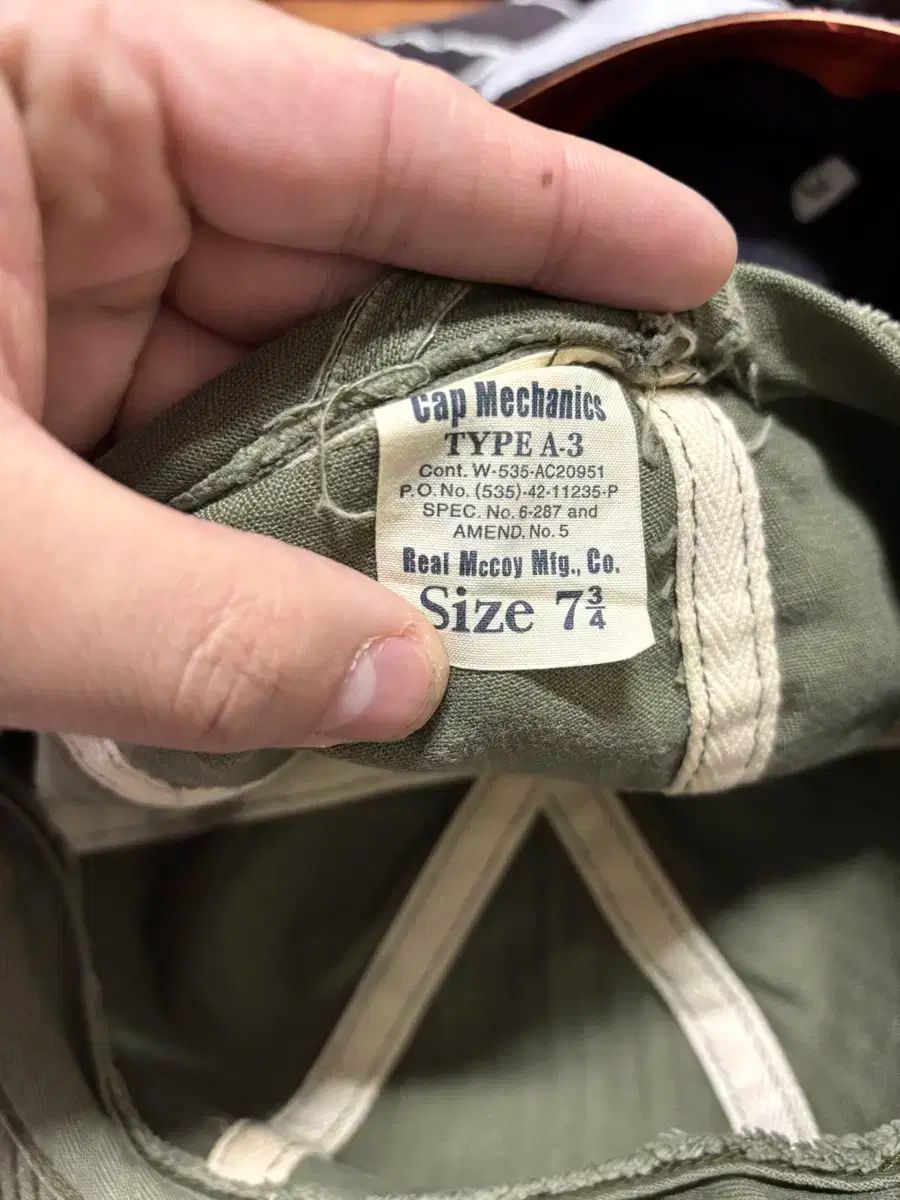 Cap Mechanics
TYPE A-3
Cont. W-535-AC20951
P.O. No. (535)-42-11235-P
SPEC. No. 6-287 and
AMEND. No. 5
Real McCoy Mfg., Co.
Size 7¾